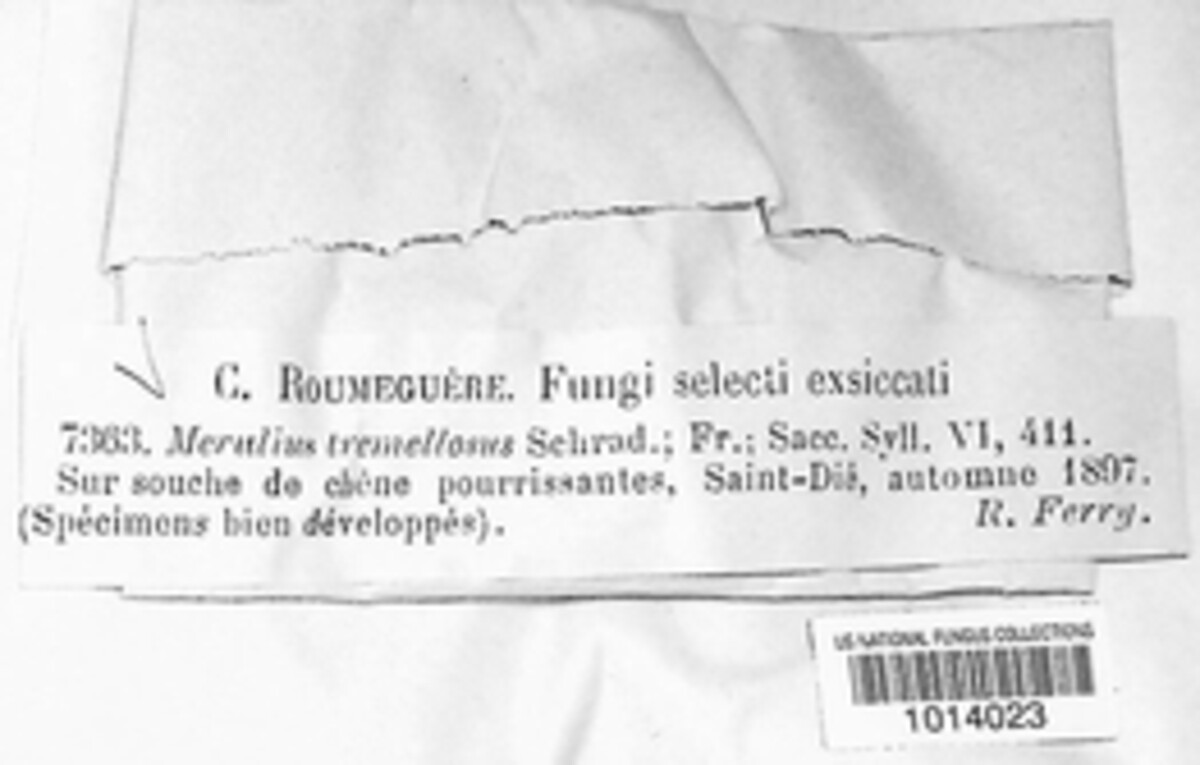 C. ROUMEGUÈRE. Fungi selecti exsiccati
7363. Merulius tremellosus Schrad.; Fr.; Sacc. Syll. VI, 411.
Sur souche de chêne pourrissantes, Saint-Dié, automne 1897.
(Spécimens bien développés). R. Ferry.
US NATIONAL FUNGUS COLLECTIONS
1014023